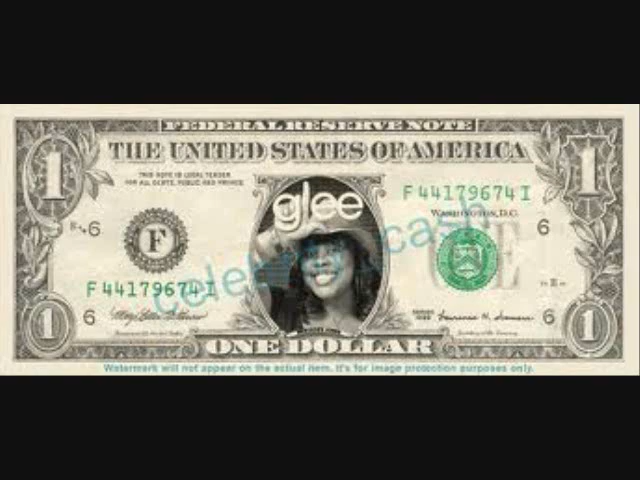 FEDERAL RESERVE NOTE
THE UNITED STATES OF AMERICA
1
1
THIS NOTE IS LEGAL TENDER
FOR ALL DEBTS, PUBLIC AND PRIVATE
glee
F 44179674 I
WASHINGTON, D.C.
6
6
F
celebrity cash
F 44179674 I
6
6
SERIES
1
1
ONE DOLLAR
Watermark will not appear on the actual item. It's for image protection purposes only.